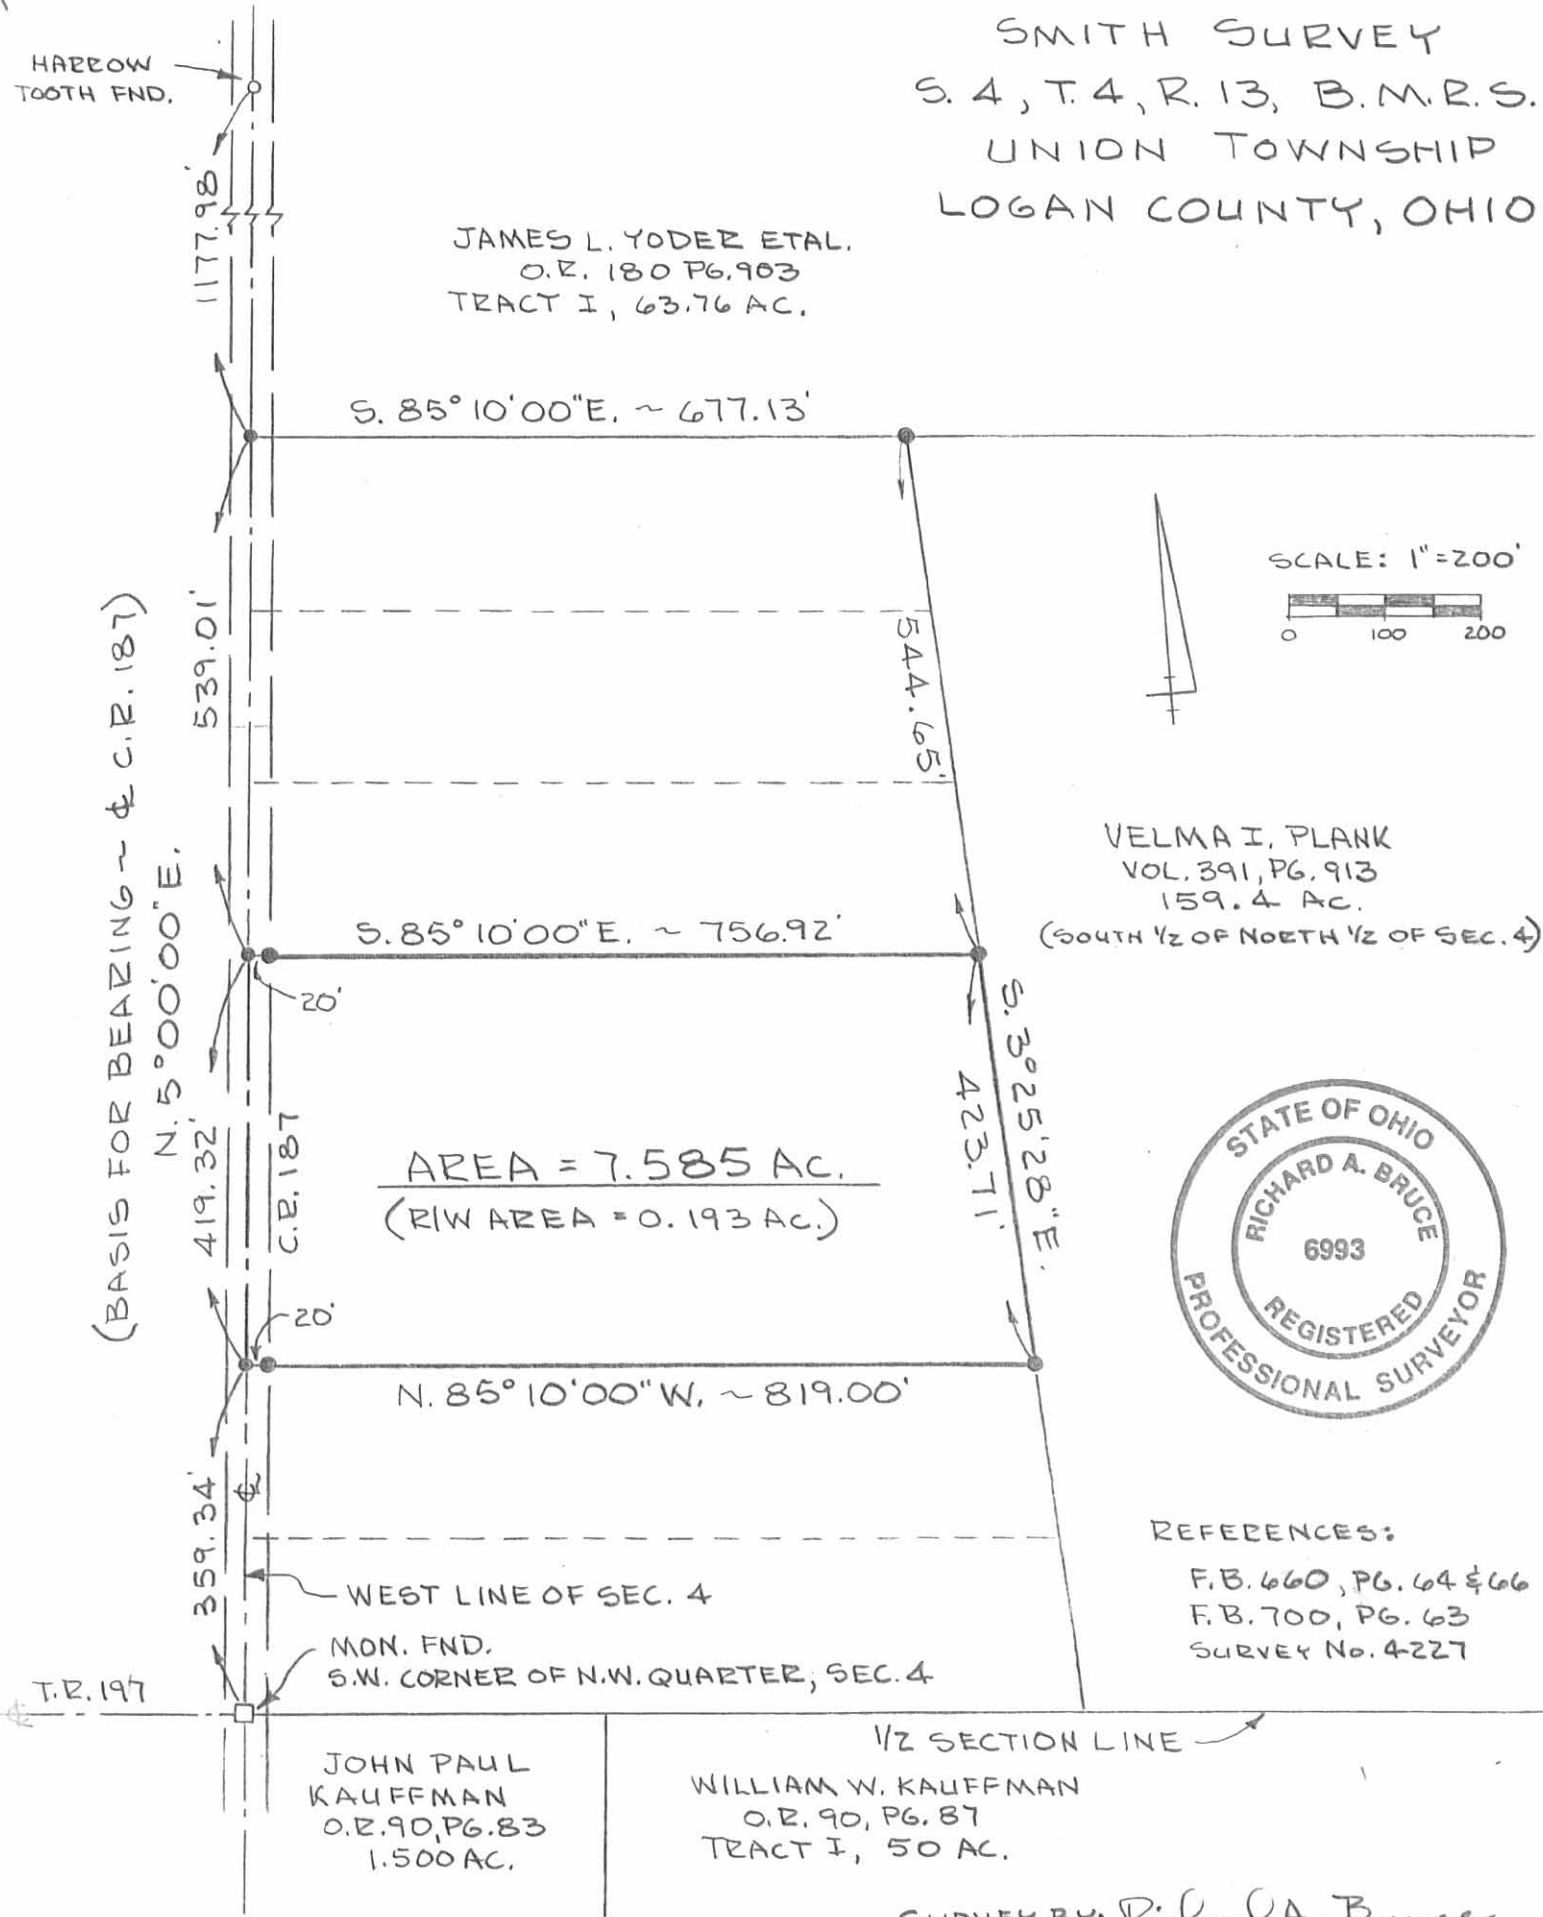 SMITH SURVEY
S. 4, T. 4, R. 13, B.M.R.S.
UNION TOWNSHIP
LOGAN COUNTY, OHIO
HARROW
TOOTH FND.
1177.98'
JAMES L. YODER ETAL.
O.R. 180 PG. 903
TRACT I, 63.76 AC.
S. 85° 10' 00" E. ~ 677.13'
SCALE: 1" = 200'
0 100 200
539.01'
544.65'
(BASIS FOR BEARING ~ ℄ C.R. 187)
N. 5° 00' 00" E.
VELMA I. PLANK
VOL. 391, PG. 913
159.4 AC.
(SOUTH 1/2 OF NORTH 1/2 OF SEC. 4)
S. 85° 10' 00" E. ~ 756.92'
20'
S. 3° 25' 28" E.
423.71'
419.32'
C.R. 187
AREA = 7.585 AC.
(R/W AREA = 0.193 AC.)
STATE OF OHIO
RICHARD A. BRUCE
6993
REGISTERED
PROFESSIONAL SURVEYOR
20'
N. 85° 10' 00" W. ~ 819.00'
359.34'
℄
REFERENCES:
F.B. 660, PG. 64 & 66
F.B. 700, PG. 63
SURVEY No. 4227
WEST LINE OF SEC. 4
MON. FND.
S.W. CORNER OF N.W. QUARTER, SEC. 4
T.R. 197
℄
1/2 SECTION LINE
JOHN PAUL
KAUFFMAN
O.R. 90, PG. 83
1.500 AC.
WILLIAM W. KAUFFMAN
O.R. 90, PG. 87
TRACT I, 50 AC.
SURVEY BY: